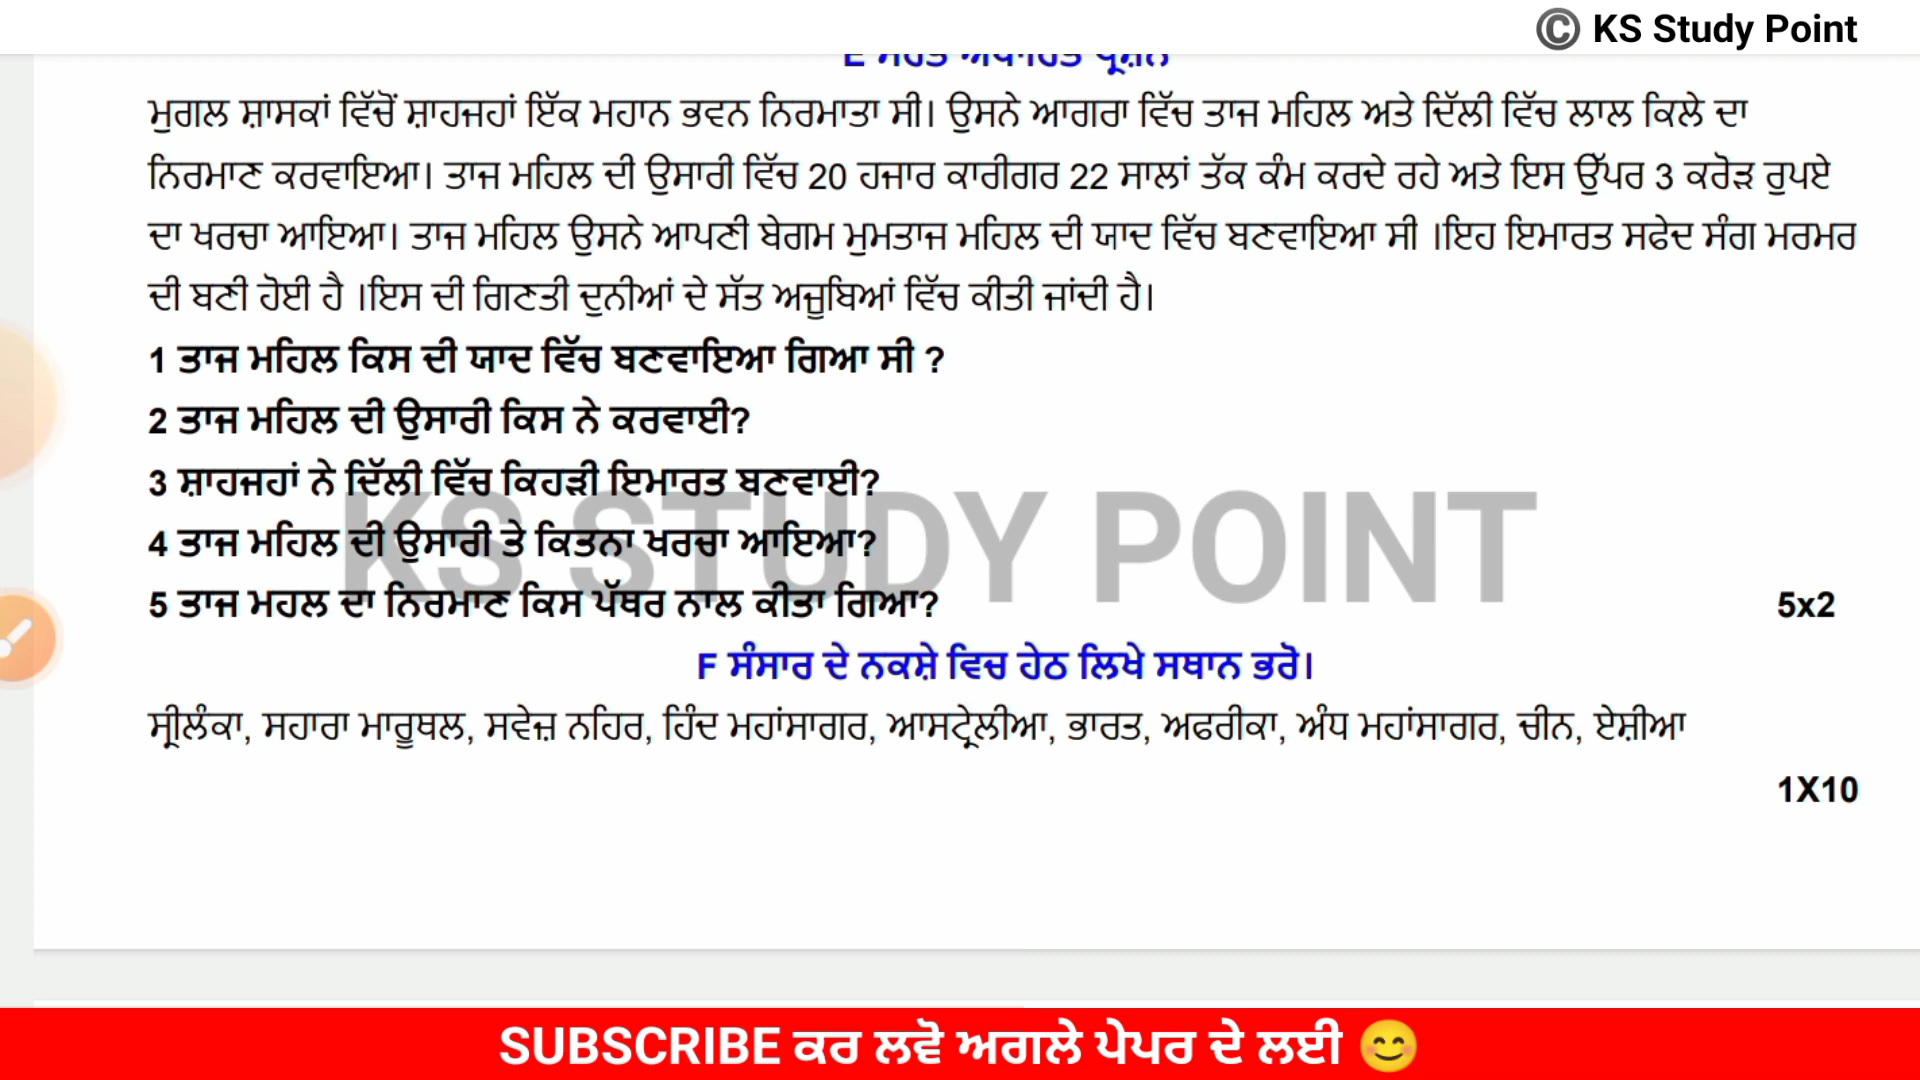 © KS Study Point
ਮੁਗਲ ਸ਼ਾਸਕਾਂ ਵਿੱਚੋਂ ਸ਼ਾਹਜਹਾਂ ਇੱਕ ਮਹਾਨ ਭਵਨ ਨਿਰਮਾਤਾ ਸੀ। ਉਸਨੇ ਆਗਰਾ ਵਿੱਚ ਤਾਜ ਮਹਿਲ ਅਤੇ ਦਿੱਲੀ ਵਿੱਚ ਲਾਲ ਕਿਲੇ ਦਾ
ਨਿਰਮਾਣ ਕਰਵਾਇਆ। ਤਾਜ ਮਹਿਲ ਦੀ ਉਸਾਰੀ ਵਿੱਚ 20 ਹਜਾਰ ਕਾਰੀਗਰ 22 ਸਾਲਾਂ ਤੱਕ ਕੰਮ ਕਰਦੇ ਰਹੇ ਅਤੇ ਇਸ ਉੱਪਰ 3 ਕਰੋੜ ਰੁਪਏ
ਦਾ ਖਰਚਾ ਆਇਆ। ਤਾਜ ਮਹਿਲ ਉਸਨੇ ਆਪਣੀ ਬੇਗਮ ਮੁਮਤਾਜ ਮਹਿਲ ਦੀ ਯਾਦ ਵਿੱਚ ਬਣਵਾਇਆ ਸੀ ।ਇਹ ਇਮਾਰਤ ਸਫੇਦ ਸੰਗ ਮਰਮਰ
ਦੀ ਬਣੀ ਹੋਈ ਹੈ ।ਇਸ ਦੀ ਗਿਣਤੀ ਦੁਨੀਆਂ ਦੇ ਸੱਤ ਅਜੂਬਿਆਂ ਵਿੱਚ ਕੀਤੀ ਜਾਂਦੀ ਹੈ।
1 ਤਾਜ ਮਹਿਲ ਕਿਸ ਦੀ ਯਾਦ ਵਿੱਚ ਬਣਵਾਇਆ ਗਿਆ ਸੀ ?
2 ਤਾਜ ਮਹਿਲ ਦੀ ਉਸਾਰੀ ਕਿਸ ਨੇ ਕਰਵਾਈ?
3 ਸ਼ਾਹਜਹਾਂ ਨੇ ਦਿੱਲੀ ਵਿੱਚ ਕਿਹੜੀ ਇਮਾਰਤ ਬਣਵਾਈ?
KS STUDY POINT
4 ਤਾਜ ਮਹਿਲ ਦੀ ਉਸਾਰੀ ਤੇ ਕਿਤਨਾ ਖਰਚਾ ਆਇਆ?
5 ਤਾਜ ਮਹਲ ਦਾ ਨਿਰਮਾਣ ਕਿਸ ਪੱਥਰ ਨਾਲ ਕੀਤਾ ਗਿਆ? 5x2
F ਸੰਸਾਰ ਦੇ ਨਕਸ਼ੇ ਵਿਚ ਹੇਠ ਲਿਖੇ ਸਥਾਨ ਭਰੋ।
ਸ੍ਰੀਲੰਕਾ, ਸਹਾਰਾ ਮਾਰੂਥਲ, ਸਵੇਜ਼ ਨਹਿਰ, ਹਿੰਦ ਮਹਾਂਸਾਗਰ, ਆਸਟ੍ਰੇਲੀਆ, ਭਾਰਤ, ਅਫਰੀਕਾ, ਅੰਧ ਮਹਾਂਸਾਗਰ, ਚੀਨ, ਏਸ਼ੀਆ
1X10
SUBSCRIBE ਕਰ ਲਵੋ ਅਗਲੇ ਪੇਪਰ ਦੇ ਲਈ 😊